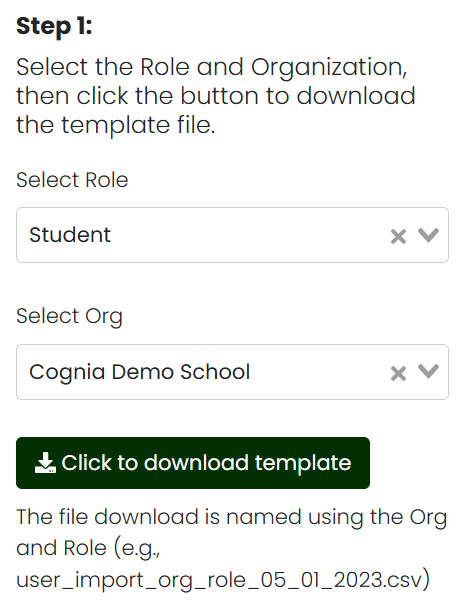 Step 1:
Select the Role and Organization,
then click the button to download
the template file.
Select Role
Student
Select Org
Cognia Demo School
Click to download template
The file download is named using the Org
and Role (e.g.,
user_import_org_role_05_01_2023.csv)